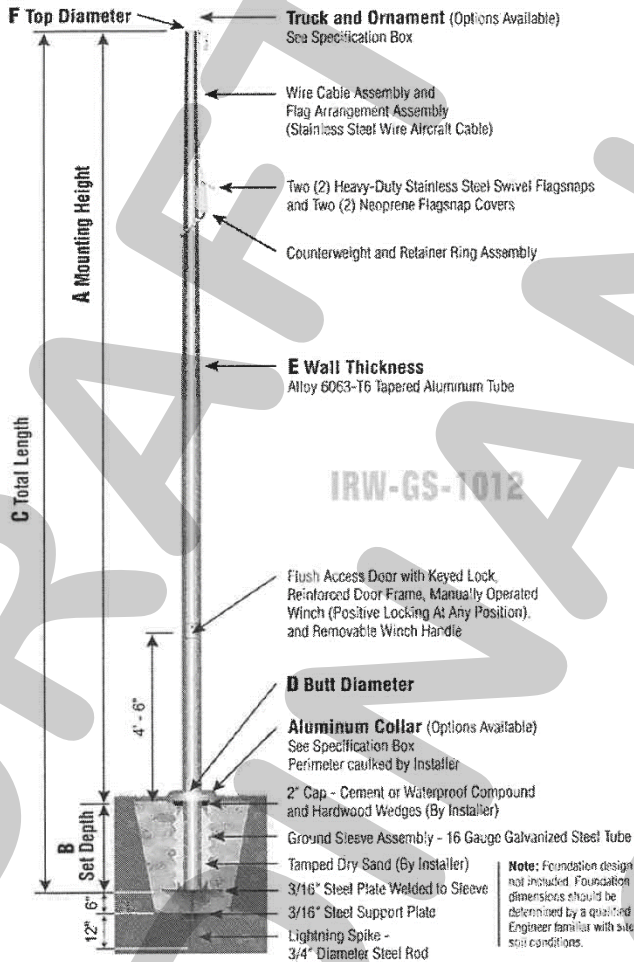 F Top Diameter
Truck and Ornament (Options Available)
See Specification Box
Wire Cable Assembly and
Flag Arrangement Assembly
(Stainless Steel Wire Aircraft Cable)
Two (2) Heavy-Duty Stainless Steel Swivel Flagsnaps
and Two (2) Neoprene Flagsnap Covers
Counterweight and Retainer Ring Assembly
A Mounting Height
C Total Length
E Wall Thickness
Alloy 6063-T6 Tapered Aluminum Tube
IRW-GS-1012
Flush Access Door with Keyed Lock,
Reinforced Door Frame, Manually Operated
Winch (Positive Locking At Any Position),
and Removable Winch Handle
4' - 6"
D Butt Diameter
Aluminum Collar (Options Available)
See Specification Box
Perimeter caulked by Installer
2" Cap - Cement or Waterproof Compound
and Hardwood Wedges (By Installer)
B
Set Depth
Ground Sleeve Assembly - 16 Gauge Galvanized Steel Tube
Tamped Dry Sand (By Installer)
3/16" Steel Plate Welded to Sleeve
6"
3/16" Steel Support Plate
12"
Lightning Spike -
3/4" Diameter Steel Rod
Note: Foundation design
not included. Foundation
dimensions should be
determined by a qualified
Engineer familiar with site
soil conditions.
DRAFT